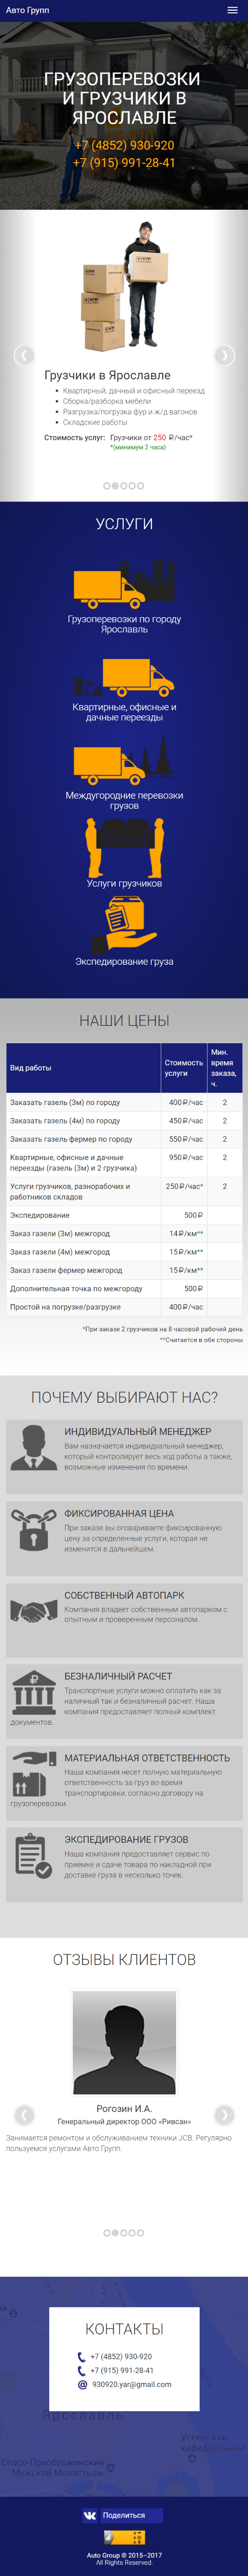 Авто Групп
ГРУЗОПЕРЕВОЗКИ
И ГРУЗЧИКИ В
ЯРОСЛАВЛЕ
+7 (4852) 930-920
+7 (915) 991-28-41
Грузчики в Ярославле
Квартирный, дачный и офисный переезд
Сборка/разборка мебели
Разгрузка/погрузка фур и ж/д вагонов
Складские работы
Стоимость услуг: Грузчики от 250 ₽/час*
*(минимум 2 часа)
УСЛУГИ
Грузоперевозки по городу
Ярославль
Квартирные, офисные и
дачные переезды
Междугородние перевозки
грузов
Услуги грузчиков
Экспедирование груза
НАШИ ЦЕНЫ
Вид работы
Стоимость
услуги
Мин.
время
заказа,
ч.
Заказать газель (3м) по городу 400₽/час 2
Заказать газель (4м) по городу 450₽/час 2
Заказать газель фермер по городу 550₽/час 2
Квартирные, офисные и дачные 950₽/час 2
переезды (газель (3м) и 2 грузчика)
Услуги грузчиков, разнорабочих и 250₽/час* 2
работников складов
Экспедирование 500₽
Заказ газели (3м) межгород 14₽/км**
Заказ газели (4м) межгород 15₽/км**
Заказ газели фермер межгород 15₽/км**
Дополнительная точка по межгороду 500₽
Простой на погрузке/разгрузке 400₽/час
*При заказе 2 грузчиков на 8 часовой рабочий день
**Считается в обе стороны
ПОЧЕМУ ВЫБИРАЮТ НАС?
ИНДИВИДУАЛЬНЫЙ МЕНЕДЖЕР
Вам назначается индивидуальный менеджер,
который контролирует весь ход работы а также,
возможные изменения по времени.
ФИКСИРОВАННАЯ ЦЕНА
При заказе вы оговариваете фиксированную
цену за определенные услуги, которая не
изменится в дальнейшем.
СОБСТВЕННЫЙ АВТОПАРК
Компания владеет собственным автопарком с
опытным и проверенным персоналом.
БЕЗНАЛИЧНЫЙ РАСЧЕТ
Транспортные услуги можно оплатить как за
наличный так и безналичный расчет. Наша
компания предоставляет полный комплект
документов.
МАТЕРИАЛЬНАЯ ОТВЕТСТВЕННОСТЬ
Наша компания несет полную материальную
ответственность за груз во время
транспортировки, согласно договору на
грузоперевозки.
ЭКСПЕДИРОВАНИЕ ГРУЗОВ
Наша компания предоставляет сервис по
приемке и сдаче товара по накладной при
доставке груза в несколько точек.
ОТЗЫВЫ КЛИЕНТОВ
Рогозин И.А.
Генеральный директор ООО «Ривсан»
Занимается ремонтом и обслуживанием техники JCB. Регулярно
пользуемся услугами Авто Групп.
КОНТАКТЫ
+7 (4852) 930-920
+7 (915) 991-28-41
930920.yar@gmail.com
Ярославль
Успенский
кафедральный
Спасо-Преображенский
Мужской Монастырь
Поделиться
Auto Group © 2015–2017
All Rights Reserved.